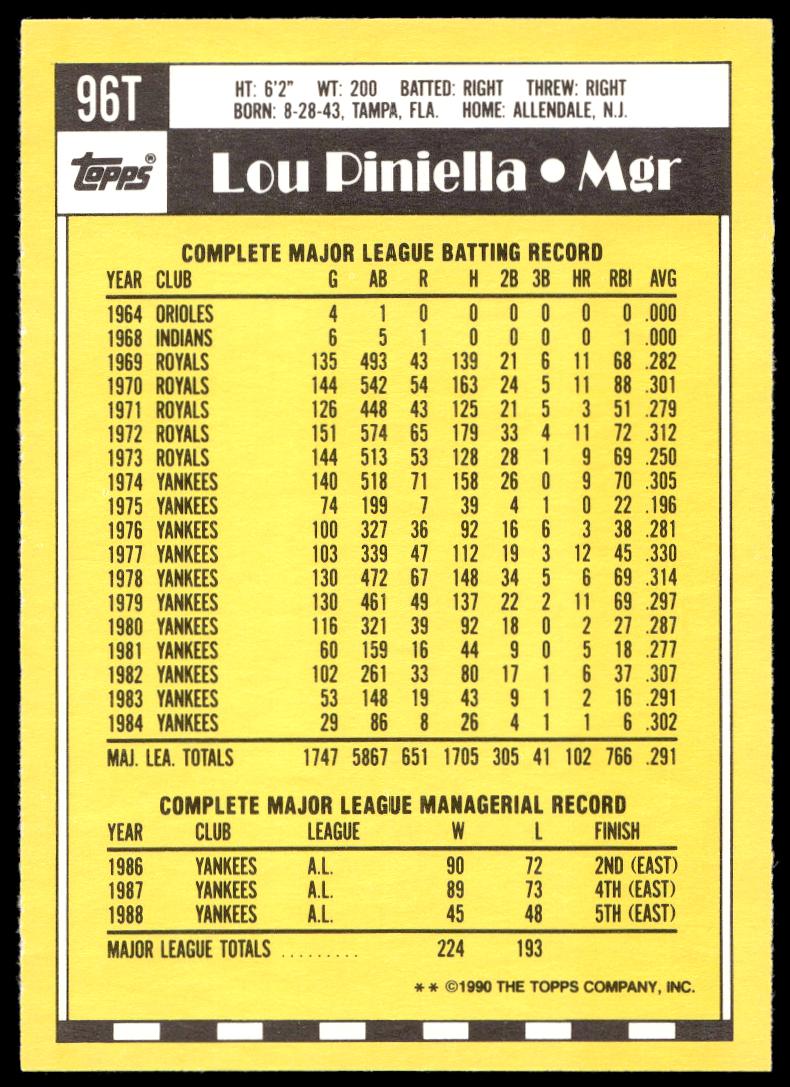 96T
HT: 6'2" WT: 200 BATTED: RIGHT THREW: RIGHT
BORN: 8-28-43, TAMPA, FLA. HOME: ALLENDALE, N.J.
topps®
Lou Piniella • Mgr
COMPLETE MAJOR LEAGUE BATTING RECORD
YEAR CLUB G AB R H 2B 3B HR RBI AVG
1964 ORIOLES 4 1 0 0 0 0 0 0 .000
1968 INDIANS 6 5 1 0 0 0 0 1 .000
1969 ROYALS 135 493 43 139 21 6 11 68 .282
1970 ROYALS 144 542 54 163 24 5 11 88 .301
1971 ROYALS 126 448 43 125 21 5 3 51 .279
1972 ROYALS 151 574 65 179 33 4 11 72 .312
1973 ROYALS 144 513 53 128 28 1 9 69 .250
1974 YANKEES 140 518 71 158 26 0 9 70 .305
1975 YANKEES 74 199 7 39 4 1 0 22 .196
1976 YANKEES 100 327 36 92 16 6 3 38 .281
1977 YANKEES 103 339 47 112 19 3 12 45 .330
1978 YANKEES 130 472 67 148 34 5 6 69 .314
1979 YANKEES 130 461 49 137 22 2 11 69 .297
1980 YANKEES 116 321 39 92 18 0 2 27 .287
1981 YANKEES 60 159 16 44 9 0 5 18 .277
1982 YANKEES 102 261 33 80 17 1 6 37 .307
1983 YANKEES 53 148 19 43 9 1 2 16 .291
1984 YANKEES 29 86 8 26 4 1 1 6 .302
MAJ. LEA. TOTALS 1747 5867 651 1705 305 41 102 766 .291
COMPLETE MAJOR LEAGUE MANAGERIAL RECORD
YEAR CLUB LEAGUE W L FINISH
1986 YANKEES A.L. 90 72 2ND (EAST)
1987 YANKEES A.L. 89 73 4TH (EAST)
1988 YANKEES A.L. 45 48 5TH (EAST)
MAJOR LEAGUE TOTALS ......... 224 193
** ©1990 THE TOPPS COMPANY, INC.